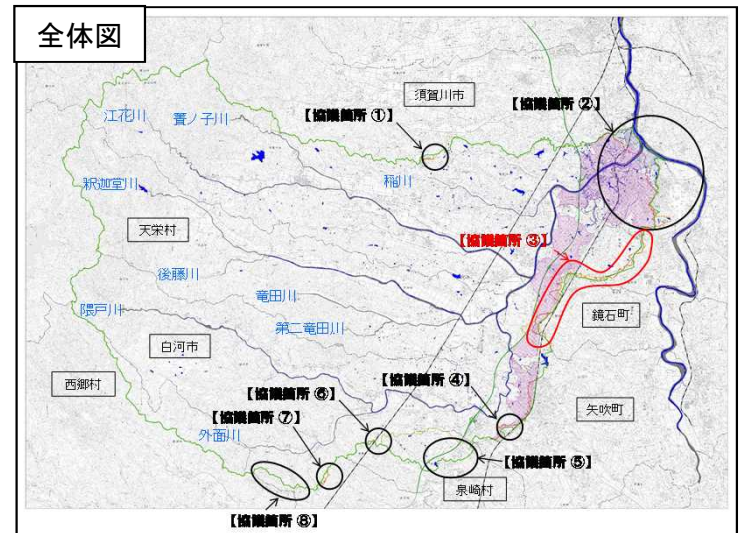 全体図
須賀川市
【協議箇所 ①】
【協議箇所 ②】
江花川
簀ノ子川
稲川
釈迦堂川
天栄村
【協議箇所 ③】
後藤川
竜田川
鏡石町
隈戸川
第二竜田川
白河市
西郷村
【協議箇所 ⑥】
【協議箇所 ④】
矢吹町
【協議箇所 ⑦】
外面川
【協議箇所 ⑤】
泉崎村
【協議箇所 ⑧】